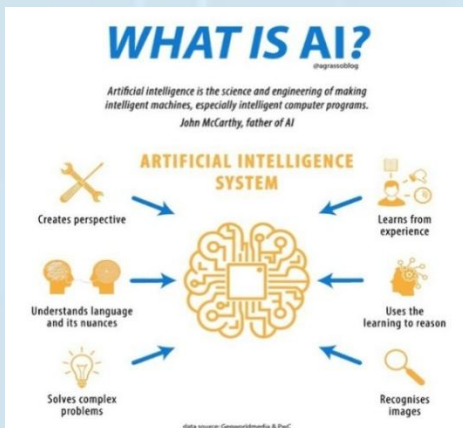 WHAT IS AI?
@agrassoblog
Artificial intelligence is the science and engineering of making
intelligent machines, especially intelligent computer programs.
John McCarthy, father of AI
ARTIFICIAL INTELLIGENCE
SYSTEM
Creates perspective
Learns from
experience
Understands language
and its nuances
Uses the
learning to reason
Solves complex
problems
Recognises
images
data source: Geoworldmedia & PwC